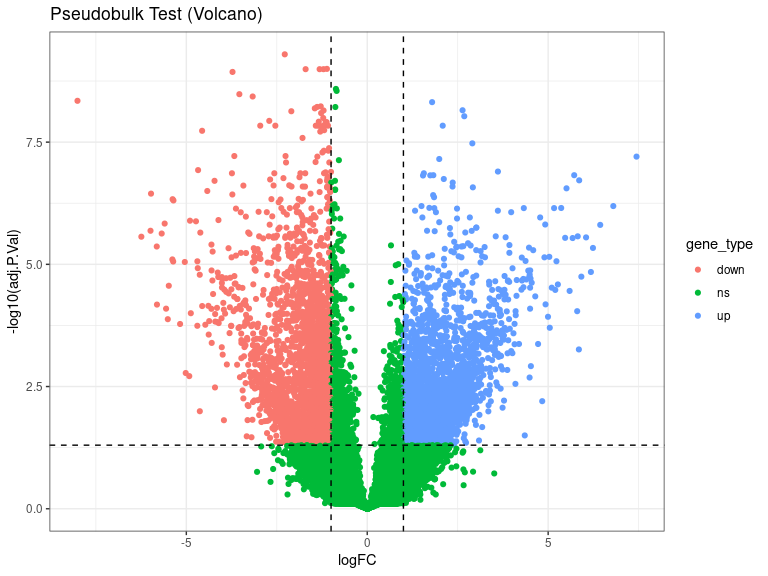 Pseudobulk Test (Volcano)
7.5
5.0
2.5
0.0
-log10(adj.P.Val)
-5
0
5
logFC
gene_type
down
ns
up